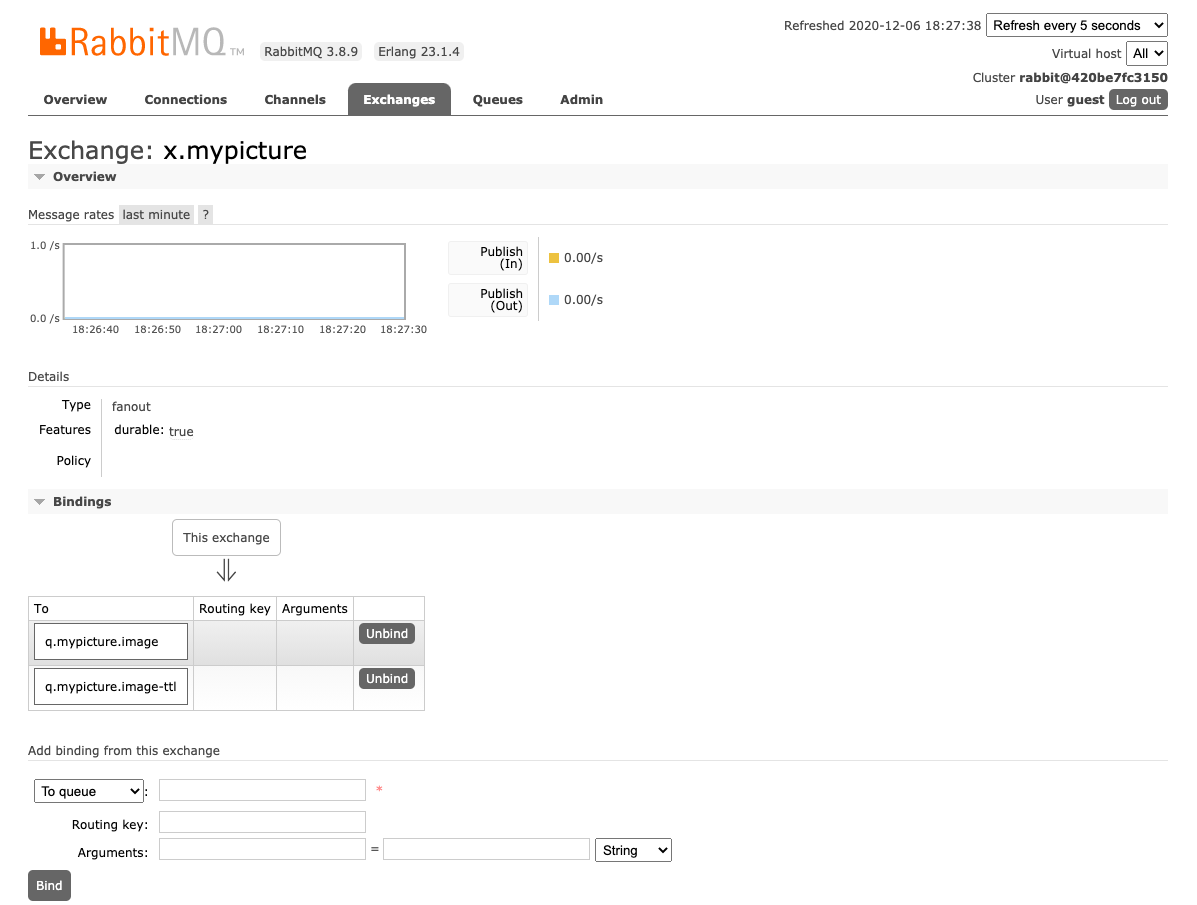 RabbitMQ TM RabbitMQ 3.8.9 Erlang 23.1.4
Refreshed 2020-12-06 18:27:38 Refresh every 5 seconds
Virtual host All
Cluster rabbit@420be7fc3150
User guest Log out
Overview Connections Channels Exchanges Queues Admin
Exchange: x.mypicture
Overview
Message rates last minute ?
1.0 /s
0.0 /s
18:26:40 18:26:50 18:27:00 18:27:10 18:27:20 18:27:30
Publish
(In)
0.00/s
Publish
(Out)
0.00/s
Details
Type fanout
Features durable: true
Policy
Bindings
This exchange
⇓
To Routing key Arguments
q.mypicture.image Unbind
q.mypicture.image-ttl Unbind
Add binding from this exchange
To queue : *
Routing key:
Arguments: = String
Bind